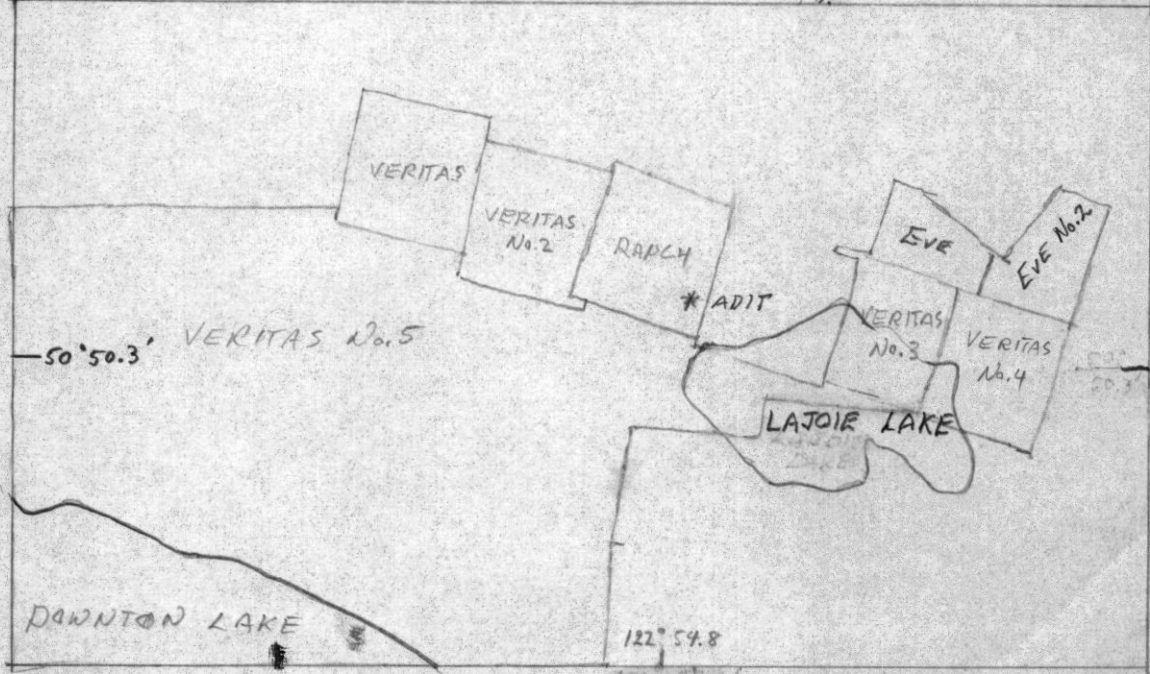 VERITAS
VERITAS
No.2
RANCH
* ADIT
EVE
EVE No.2
VERITAS
No.3
VERITAS
No.4
50°50.3'
VERITAS No.5
LAJOIE LAKE
DOWNTON LAKE
122° 54.8